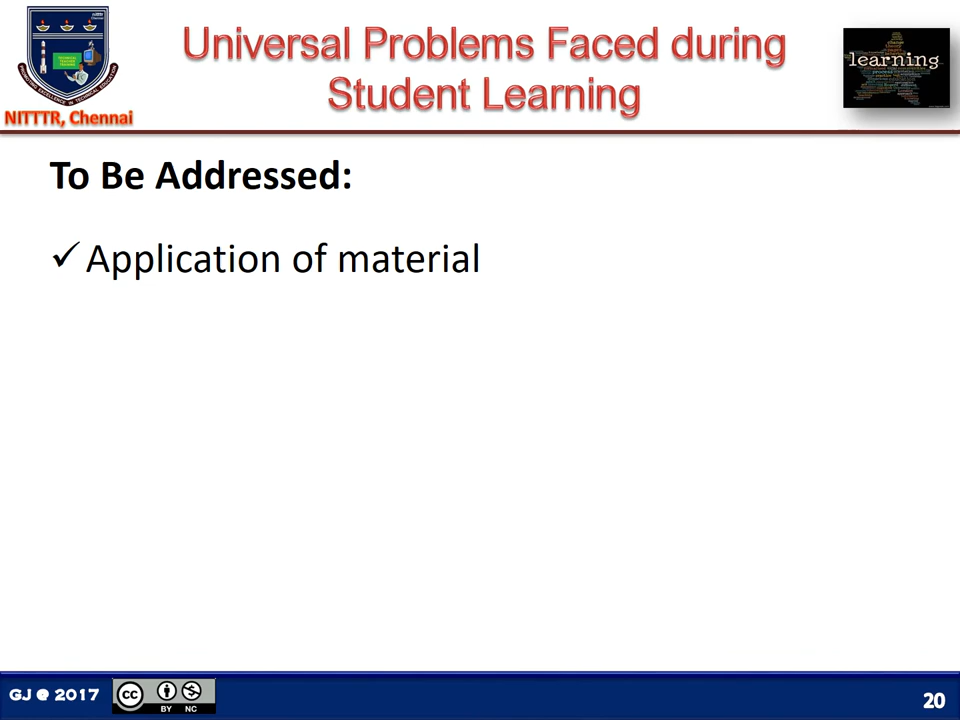 Universal Problems Faced during
Student Learning
NITTTR, Chennai
learning
To Be Addressed:
✓ Application of material
GJ @ 2017
CC
BY NC
20